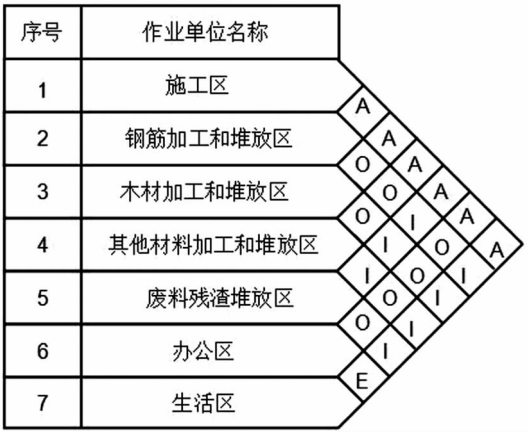 序号 作业单位名称
1 施工区
2 钢筋加工和堆放区
3 木材加工和堆放区
4 其他材料加工和堆放区
5 废料残渣堆放区
6 办公区
7 生活区
A A A A A A
O O I O I
O I O I
I O I
O I
E